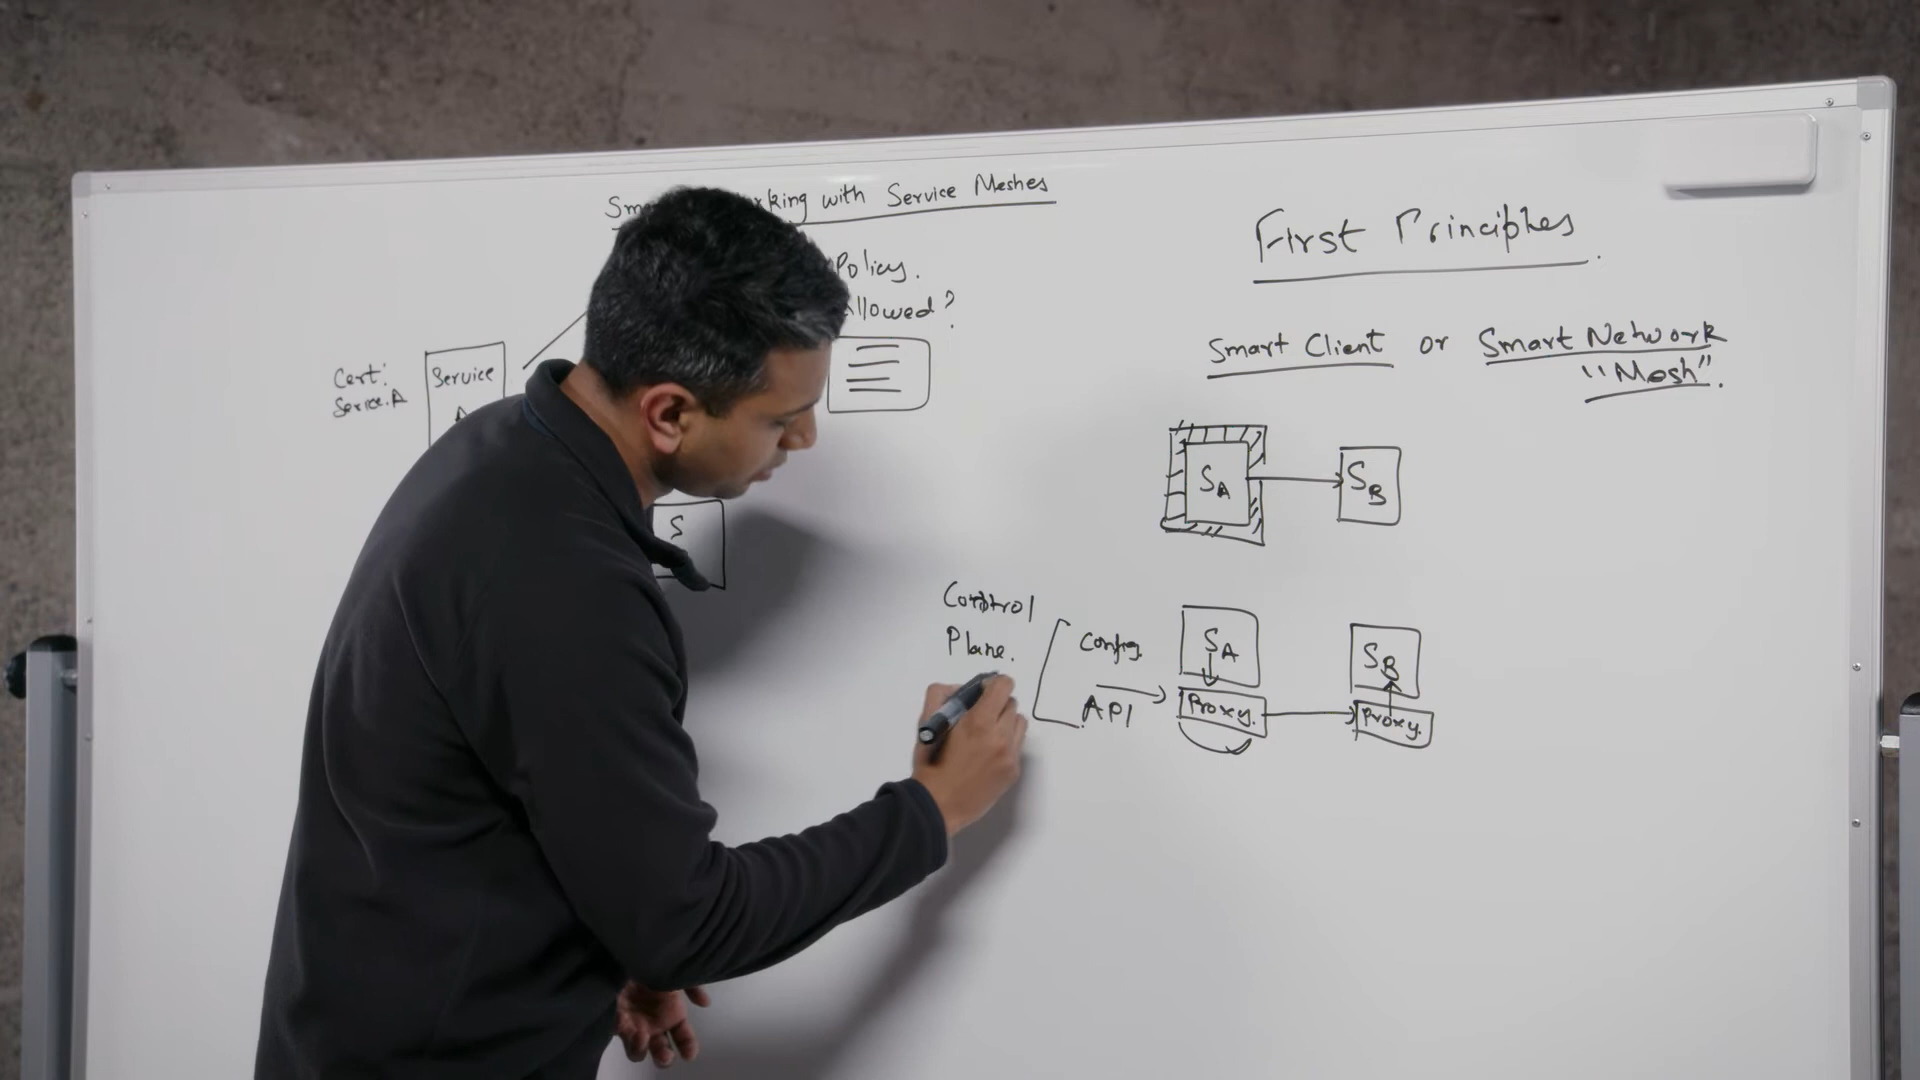 with Service Meshes
Policy.
Allowed?
Cert:
Service.A
Service
A
S
First Principles.
Smart Client or Smart Network
"Mesh".
SA
SB
Control
Plane.
Config.
API
SA
Proxy.
SB
Proxy.